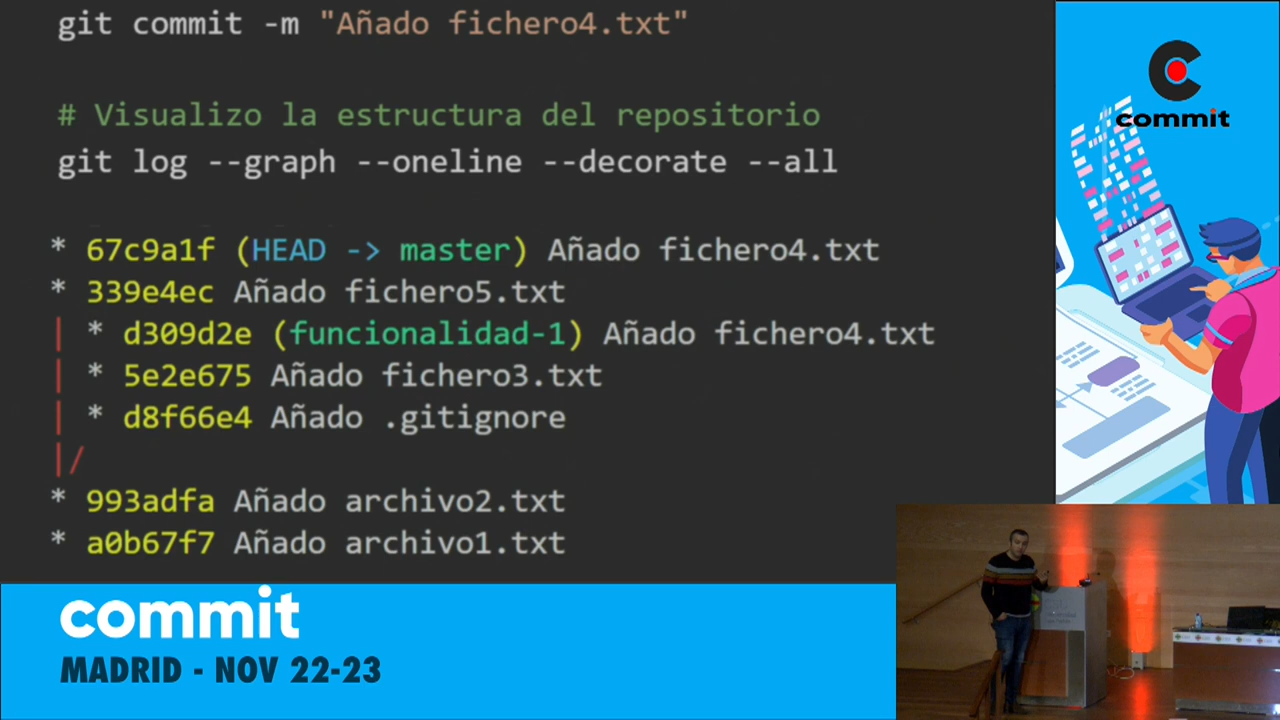 git commit -m "Añado fichero4.txt"
# Visualizo la estructura del repositorio
git log --graph --oneline --decorate --all
* 67c9a1f (HEAD -> master) Añado fichero4.txt
* 339e4ec Añado fichero5.txt
| * d309d2e (funcionalidad-1) Añado fichero4.txt
| * 5e2e675 Añado fichero3.txt
| * d8f66e4 Añado .gitignore
|/
* 993adfa Añado archivo2.txt
* a0b67f7 Añado archivo1.txt
commit
commit
MADRID - NOV 22-23